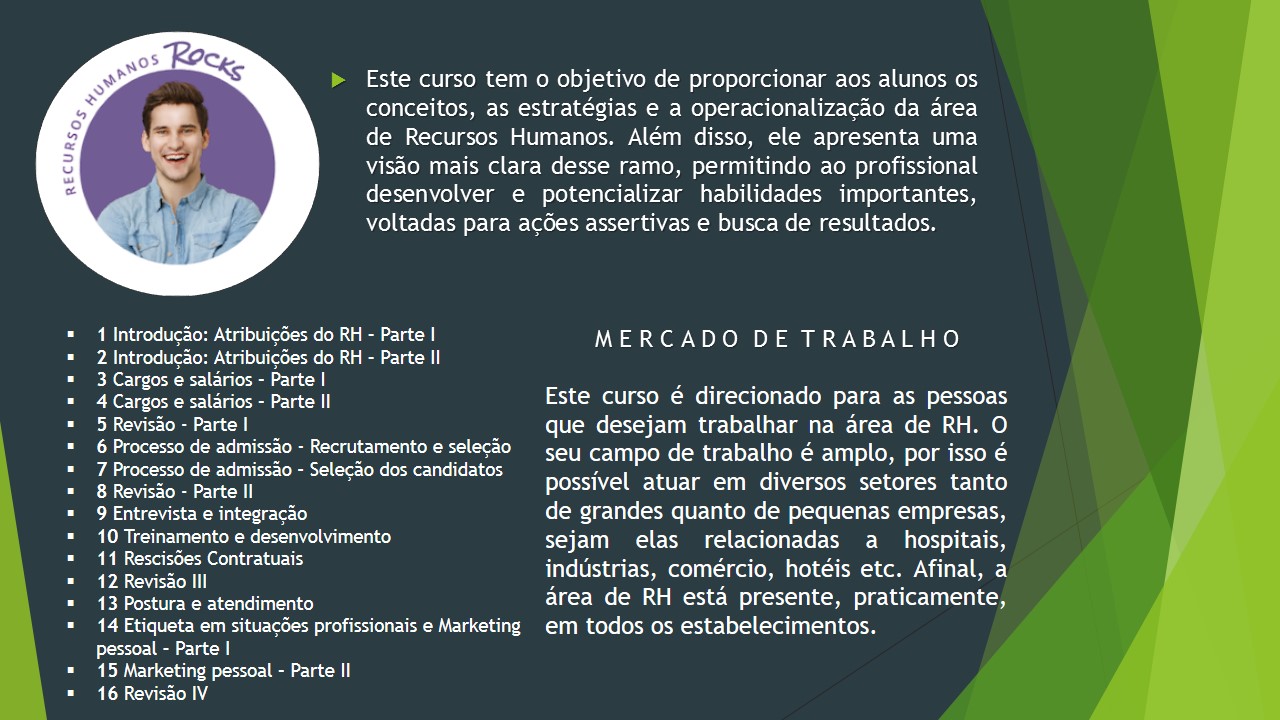 RECURSOS HUMANOS ROCKS
Este curso tem o objetivo de proporcionar aos alunos os
conceitos, as estratégias e a operacionalização da área
de Recursos Humanos. Além disso, ele apresenta uma
visão mais clara desse ramo, permitindo ao profissional
desenvolver e potencializar habilidades importantes,
voltadas para ações assertivas e busca de resultados.
1 Introdução: Atribuições do RH – Parte I
2 Introdução: Atribuições do RH – Parte II
3 Cargos e salários – Parte I
4 Cargos e salários – Parte II
5 Revisão - Parte I
6 Processo de admissão - Recrutamento e seleção
7 Processo de admissão – Seleção dos candidatos
8 Revisão - Parte II
9 Entrevista e integração
10 Treinamento e desenvolvimento
11 Rescisões Contratuais
12 Revisão III
13 Postura e atendimento
14 Etiqueta em situações profissionais e Marketing
pessoal – Parte I
15 Marketing pessoal – Parte II
16 Revisão IV
MERCADO DE TRABALHO
Este curso é direcionado para as pessoas
que desejam trabalhar na área de RH. O
seu campo de trabalho é amplo, por isso é
possível atuar em diversos setores tanto
de grandes quanto de pequenas empresas,
sejam elas relacionadas a hospitais,
indústrias, comércio, hotéis etc. Afinal, a
área de RH está presente, praticamente,
em todos os estabelecimentos.